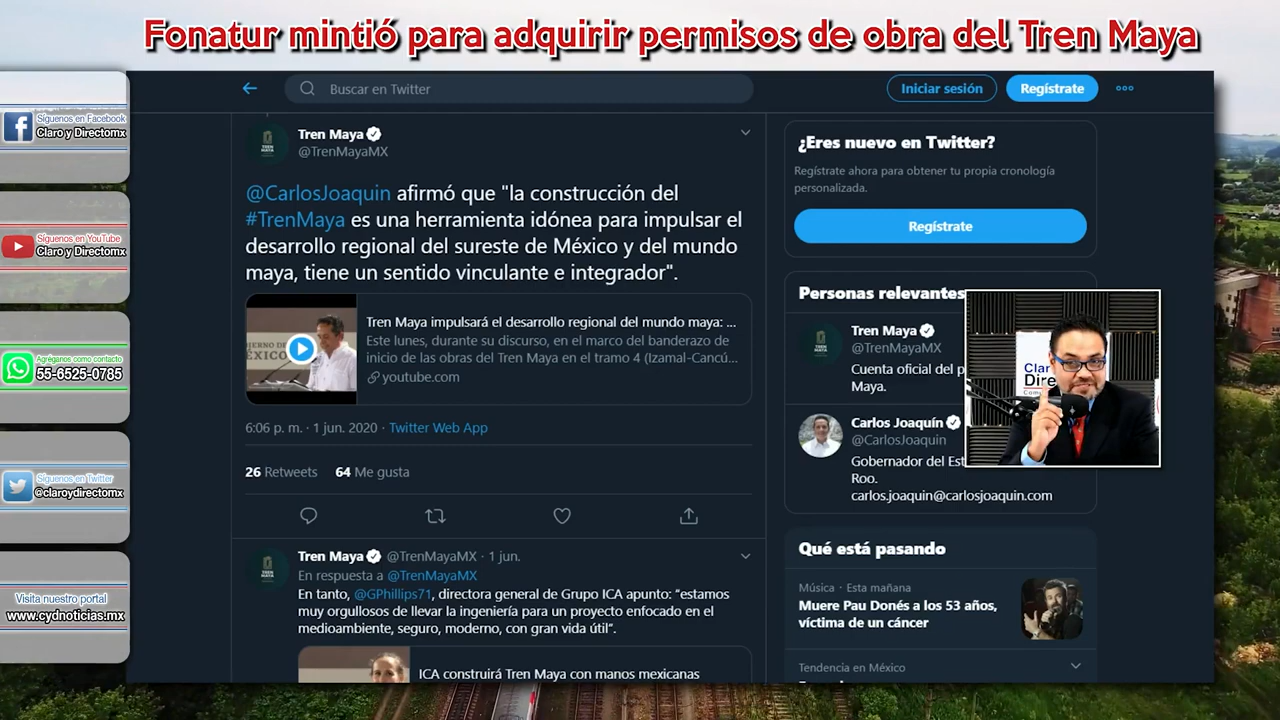 Fonatur mintió para adquirir permisos de obra del Tren Maya
Síguenos en Facebook
Claro y Directomx
Síguenos en YouTube
Claro y Directomx
Agréganos como contacto
55-6525-0785
Síguenos en Twitter
@claroydirectomx
Visita nuestro portal
www.cydnoticias.mx
Buscar en Twitter
Iniciar sesión
Regístrate
Tren Maya
@TrenMayaMX
@CarlosJoaquin afirmó que "la construcción del
#TrenMaya es una herramienta idónea para impulsar el
desarrollo regional del sureste de México y del mundo
maya, tiene un sentido vinculante e integrador".
Tren Maya impulsará el desarrollo regional del mundo maya: ...
Este lunes, durante su discurso, en el marco del banderazo de
inicio de las obras del Tren Maya en el tramo 4 (Izamal-Cancú...
youtube.com
6:06 p. m. · 1 jun. 2020 · Twitter Web App
26 Retweets 64 Me gusta
Tren Maya @TrenMayaMX · 1 jun.
En respuesta a @TrenMayaMX
En tanto, @GPhillips71, directora general de Grupo ICA apunto: “estamos
muy orgullosos de llevar la ingeniería para un proyecto enfocado en el
medioambiente, seguro, moderno, con gran vida útil”.
ICA construirá Tren Maya con manos mexicanas
¿Eres nuevo en Twitter?
Regístrate ahora para obtener tu propia cronología
personalizada.
Regístrate
Personas relevantes
Tren Maya
@TrenMayaMX
Cuenta oficial del p
Maya.
Carlos Joaquín
@CarlosJoaquin
Gobernador del Est
Roo.
carlos.joaquin@carlosjoaquin.com
Qué está pasando
Música · Esta mañana
Muere Pau Donés a los 53 años,
víctima de un cáncer
Tendencia en México